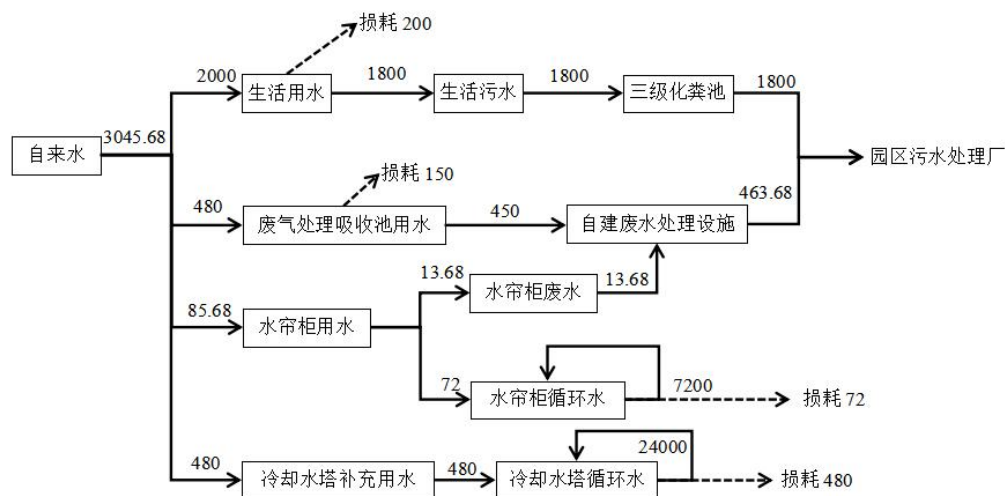 损耗 200
2000
生活用水
1800
生活污水
1800
三级化粪池
1800
自来水
3045.68
园区污水处理厂
损耗 150
480
废气处理吸收池用水
450
自建废水处理设施
463.68
85.68
水帘柜用水
13.68
水帘柜废水
13.68
72
水帘柜循环水
7200
损耗 72
480
冷却水塔补充用水
480
冷却水塔循环水
24000
损耗 480